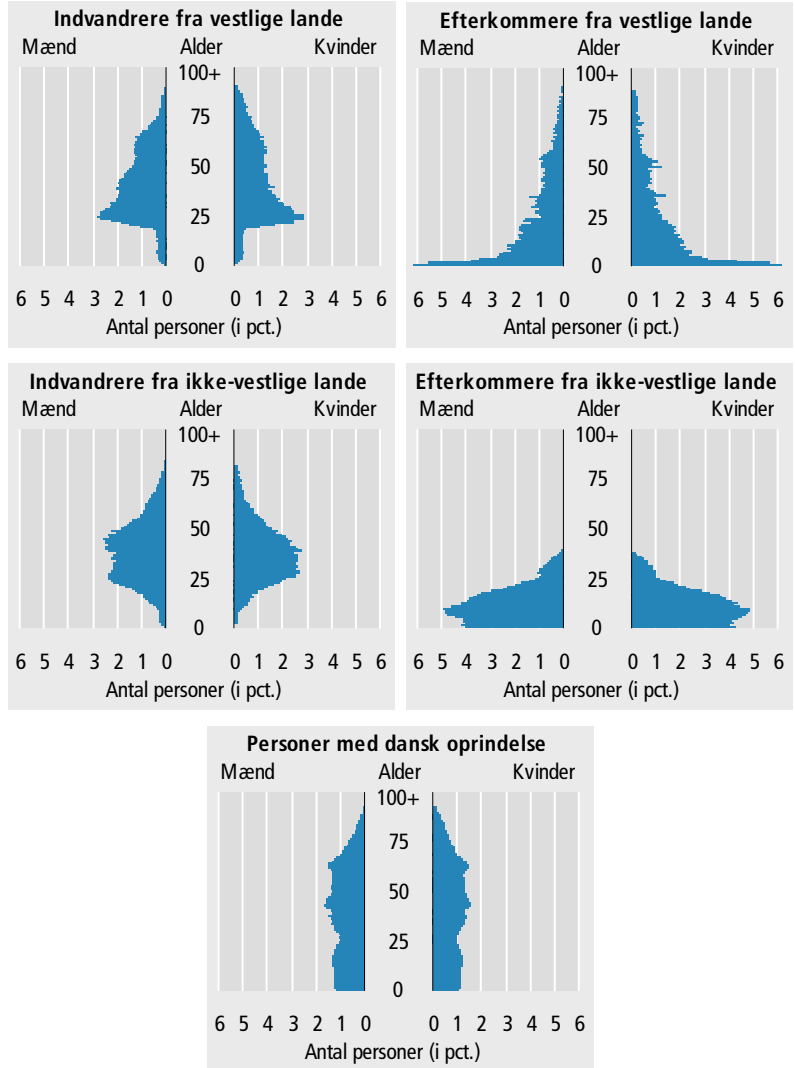 Indvandrere fra vestlige lande
Mænd Alder Kvinder
100+
75
50
25
0
6 5 4 3 2 1 0 0 1 2 3 4 5 6
Antal personer (i pct.)
Efterkommere fra vestlige lande
Mænd Alder Kvinder
100+
75
50
25
0
6 5 4 3 2 1 0 0 1 2 3 4 5 6
Antal personer (i pct.)
Indvandrere fra ikke-vestlige lande
Mænd Alder Kvinder
100+
75
50
25
0
6 5 4 3 2 1 0 0 1 2 3 4 5 6
Antal personer (i pct.)
Efterkommere fra ikke-vestlige lande
Mænd Alder Kvinder
100+
75
50
25
0
6 5 4 3 2 1 0 0 1 2 3 4 5 6
Antal personer (i pct.)
Personer med dansk oprindelse
Mænd Alder Kvinder
100+
75
50
25
0
6 5 4 3 2 1 0 0 1 2 3 4 5 6
Antal personer (i pct.)